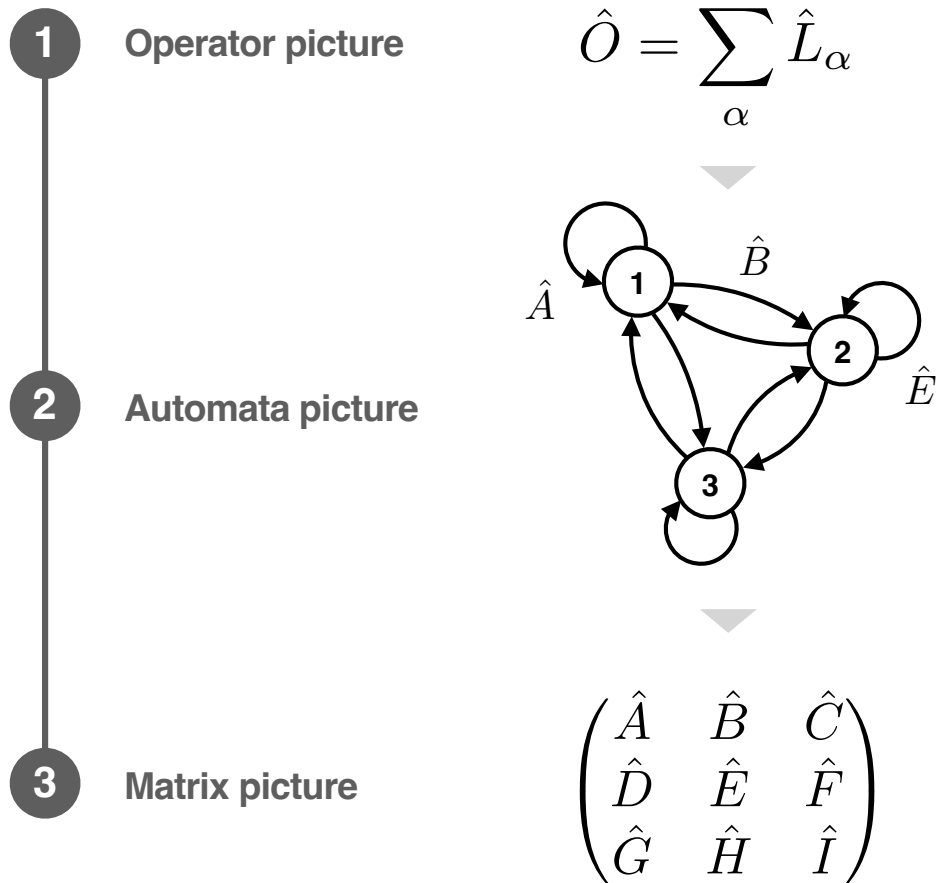 1 Operator picture Ô = ∑_α L̂_α
Â
1
B̂
2
Ê
2 Automata picture
3
3 Matrix picture
Â B̂ Ĉ
D̂ Ê F̂
Ĝ Ĥ Î